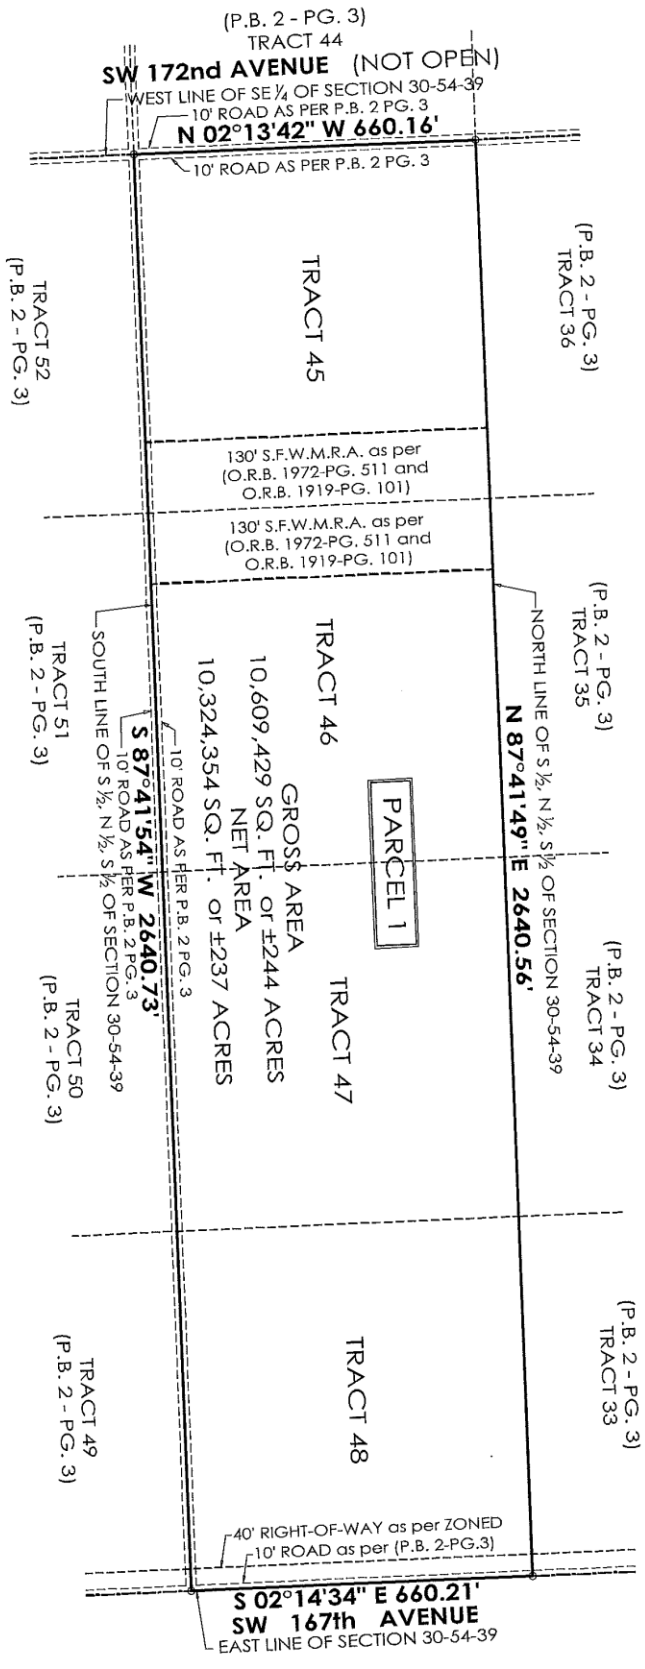 (P.B. 2 - PG. 3)
TRACT 44
SW 172nd AVENUE (NOT OPEN)
WEST LINE OF SE ¼ OF SECTION 30-54-39
10' ROAD AS PER P.B. 2 PG. 3
N 02°13'42" W 660.16'
10' ROAD AS PER P.B. 2 PG. 3
TRACT 52
(P.B. 2 - PG. 3)
TRACT 45
(P.B. 2 - PG. 3)
TRACT 36
130' S.F.W.M.R.A. as per
(O.R.B. 1972-PG. 511 and
O.R.B. 1919-PG. 101)
130' S.F.W.M.R.A. as per
(O.R.B. 1972-PG. 511 and
O.R.B. 1919-PG. 101)
(P.B. 2 - PG. 3)
TRACT 35
NORTH LINE OF S ½, N ½, S ½ OF SECTION 30-54-39
N 87°41'49" E 2640.56'
TRACT 46
PARCEL 1
GROSS AREA
10,609,429 SQ. FT. or ±244 ACRES
NET AREA
10,324,354 SQ. FT. or ±237 ACRES
10' ROAD AS PER P.B. 2 PG.3
S 87°41'54" W 2640.73'
10' ROAD AS PER P.B. 2 PG.3
SOUTH LINE OF S ½, N ½, S ½ OF SECTION 30-54-39
TRACT 51
(P.B. 2 - PG. 3)
(P.B. 2 - PG. 3)
TRACT 34
TRACT 47
TRACT 50
(P.B. 2 - PG. 3)
(P.B. 2 - PG. 3)
TRACT 33
TRACT 48
TRACT 49
(P.B. 2 - PG. 3)
40' RIGHT-OF-WAY as per ZONED
10' ROAD as per (P.B. 2-PG.3)
S 02°14'34" E 660.21'
SW 167th AVENUE
EAST LINE OF SECTION 30-54-39